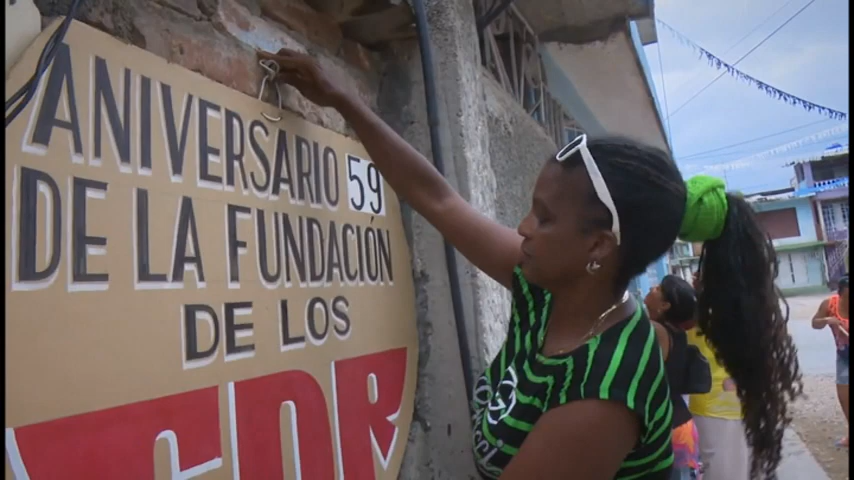 ANIVERSARIO 59
DE LA FUNDACIÓN
DE LOS
CDR